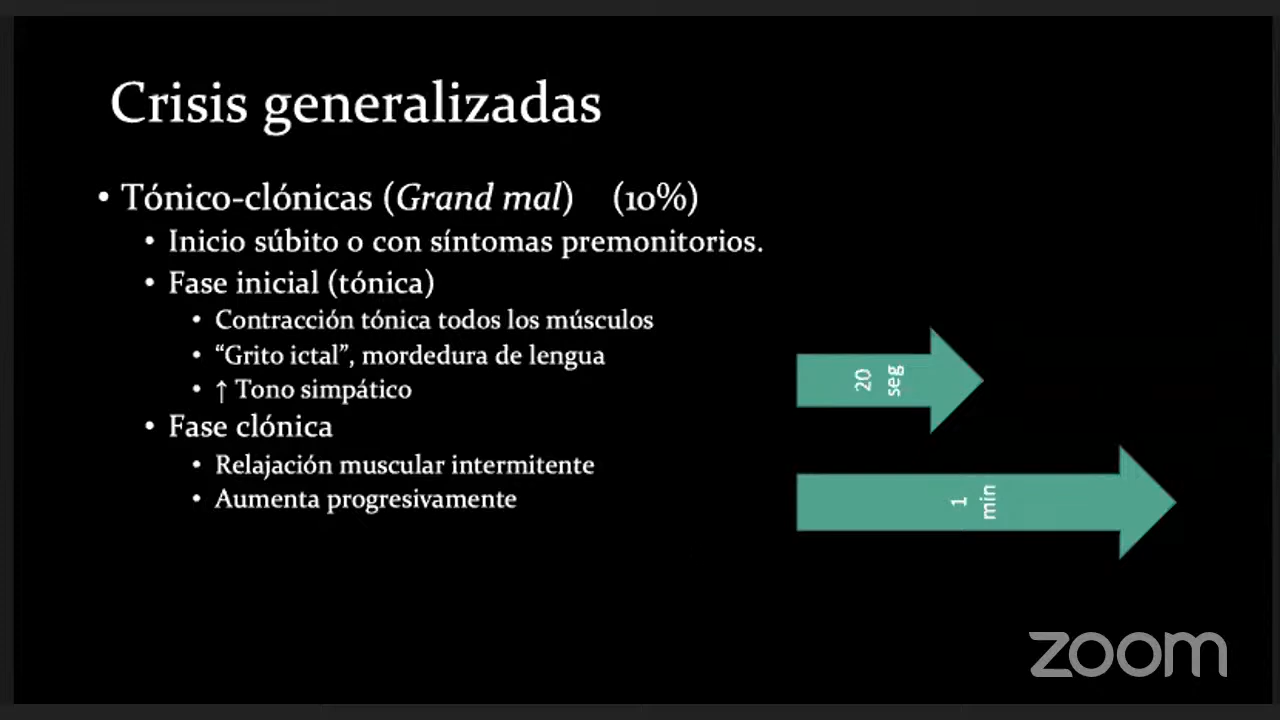 Crisis generalizadas
• Tónico-clónicas (Grand mal) (10%)
• Inicio súbito o con síntomas premonitorios.
• Fase inicial (tónica)
• Contracción tónica todos los músculos
• “Grito ictal”, mordedura de lengua
• ↑ Tono simpático
20
seg
• Fase clónica
• Relajación muscular intermitente
• Aumenta progresivamente
1
min
zoom